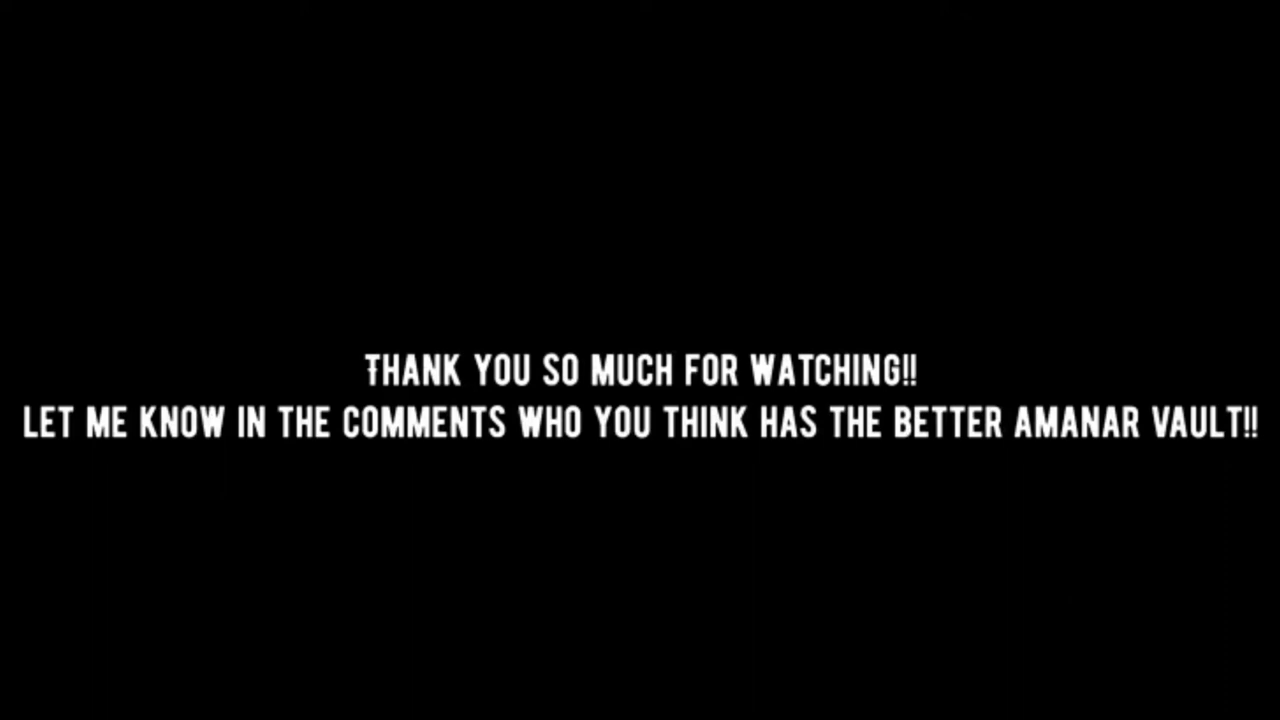 THANK YOU SO MUCH FOR WATCHING!!
LET ME KNOW IN THE COMMENTS WHO YOU THINK HAS THE BETTER AMANAR VAULT!!